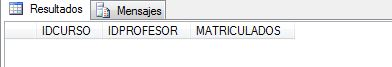 Resultados Mensajes
IDCURSO IDPROFESOR MATRICULADOS